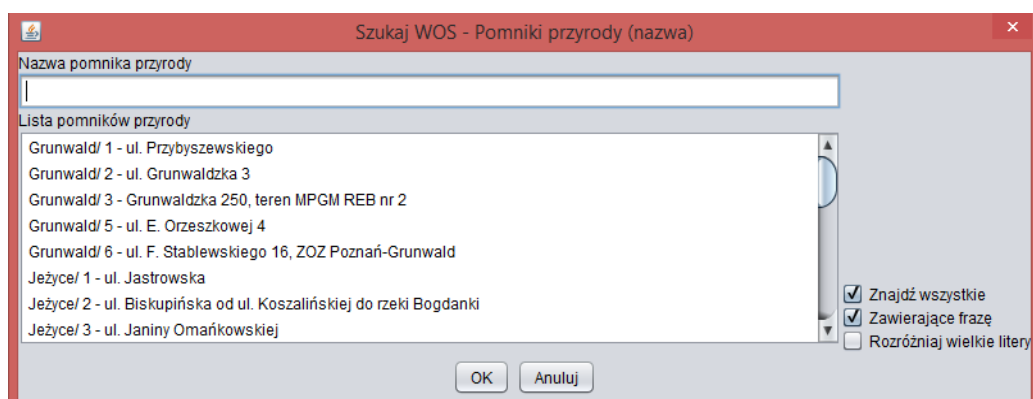 Szukaj WOS - Pomniki przyrody (nazwa)
Nazwa pomnika przyrody
Lista pomników przyrody
Grunwald/ 1 - ul. Przybyszewskiego
Grunwald/ 2 - ul. Grunwaldzka 3
Grunwald/ 3 - Grunwaldzka 250, teren MPGM REB nr 2
Grunwald/ 5 - ul. E. Orzeszkowej 4
Grunwald/ 6 - ul. F. Stablewskiego 16, ZOZ Poznań-Grunwald
Jeżyce/ 1 - ul. Jastrowska
Jeżyce/ 2 - ul. Biskupińska od ul. Koszalińskiej do rzeki Bogdanki
Jeżyce/ 3 - ul. Janiny Omańkowskiej
Znajdź wszystkie
Zawierające frazę
Rozróżniaj wielkie litery
OK Anuluj